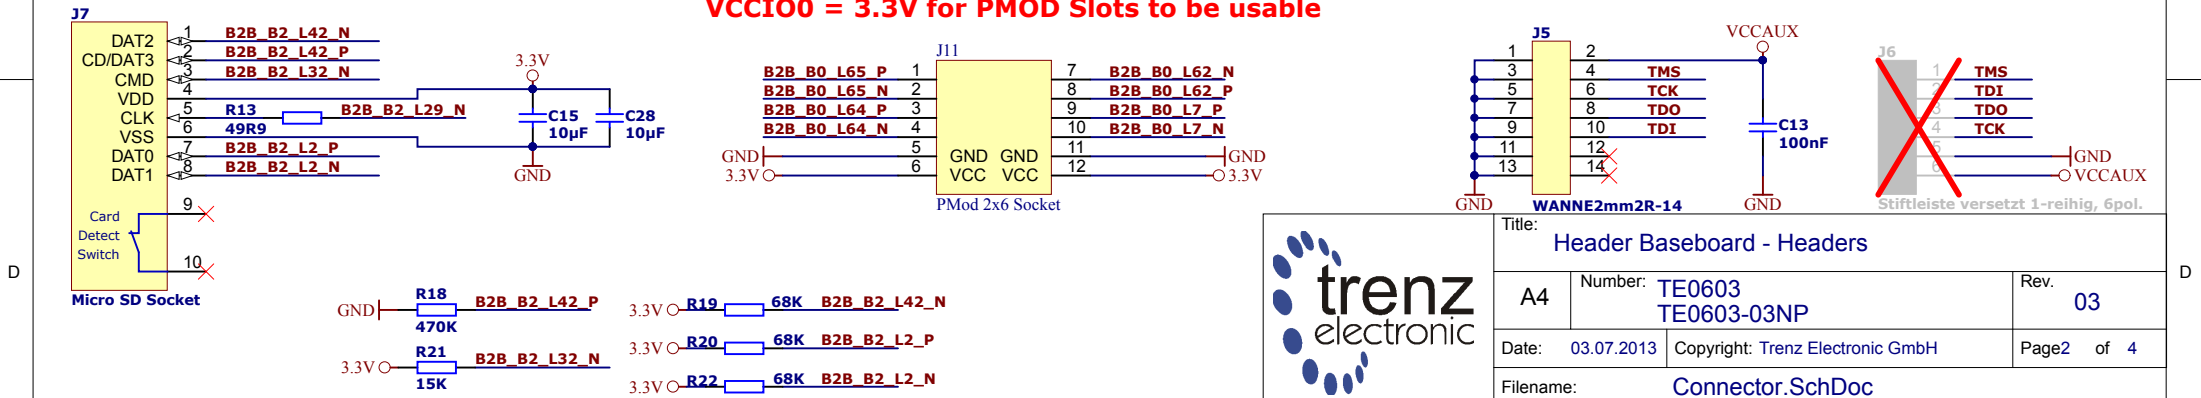 VCCIO0 = 3.3V for PMOD Slots to be usable
J7
DAT2 1 B2B_B2_L42_N
CD/DAT3 2 B2B_B2_L42_P
CMD 3 B2B_B2_L32_N
VDD 4
CLK 5 R13 B2B_B2_L29_N
49R9
VSS 6
DAT0 7 B2B_B2_L2_P
DAT1 8 B2B_B2_L2_N
9
Card
Detect
Switch
10
Micro SD Socket
3.3V
C15
10µF
C28
10µF
GND
GND R18 B2B_B2_L42_P
470K
3.3V R21 B2B_B2_L32_N
15K
3.3V R19 68K B2B_B2_L42_N
3.3V R20 68K B2B_B2_L2_P
3.3V R22 68K B2B_B2_L2_N
J11
B2B_B0_L65_P 1 7 B2B_B0_L62_N
B2B_B0_L65_N 2 8 B2B_B0_L62_P
B2B_B0_L64_P 3 9 B2B_B0_L7_P
B2B_B0_L64_N 4 10 B2B_B0_L7_N
GND 5 GND GND 11 GND
3.3V 6 VCC VCC 12 3.3V
PMod 2x6 Socket
J5
VCCAUX
1 2
3 4 TMS
5 6 TCK
7 8 TDO
9 10 TDI
11 12
13 14
C13
100nF
GND
WANNE2mm2R-14
GND
J6
1 TMS
TDI
TDO
4 TCK
GND
VCCAUX
Stiftleiste versetzt 1-reihig, 6pol.
D
D
trenz
electronic
Title:
Header Baseboard - Headers
A4
Number: TE0603
TE0603-03NP
Rev.
03
Date: 03.07.2013
Copyright: Trenz Electronic GmbH
Page2 of 4
Filename: Connector.SchDoc